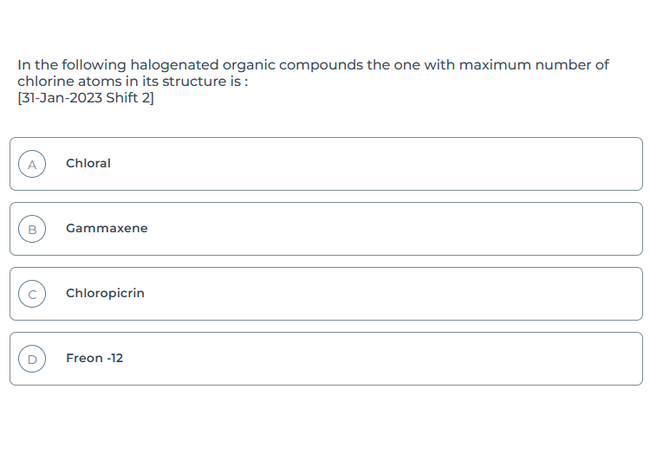 In the following halogenated organic compounds the one with maximum number of
chlorine atoms in its structure is :
[31-Jan-2023 Shift 2]
A Chloral
B Gammaxene
C Chloropicrin
D Freon -12